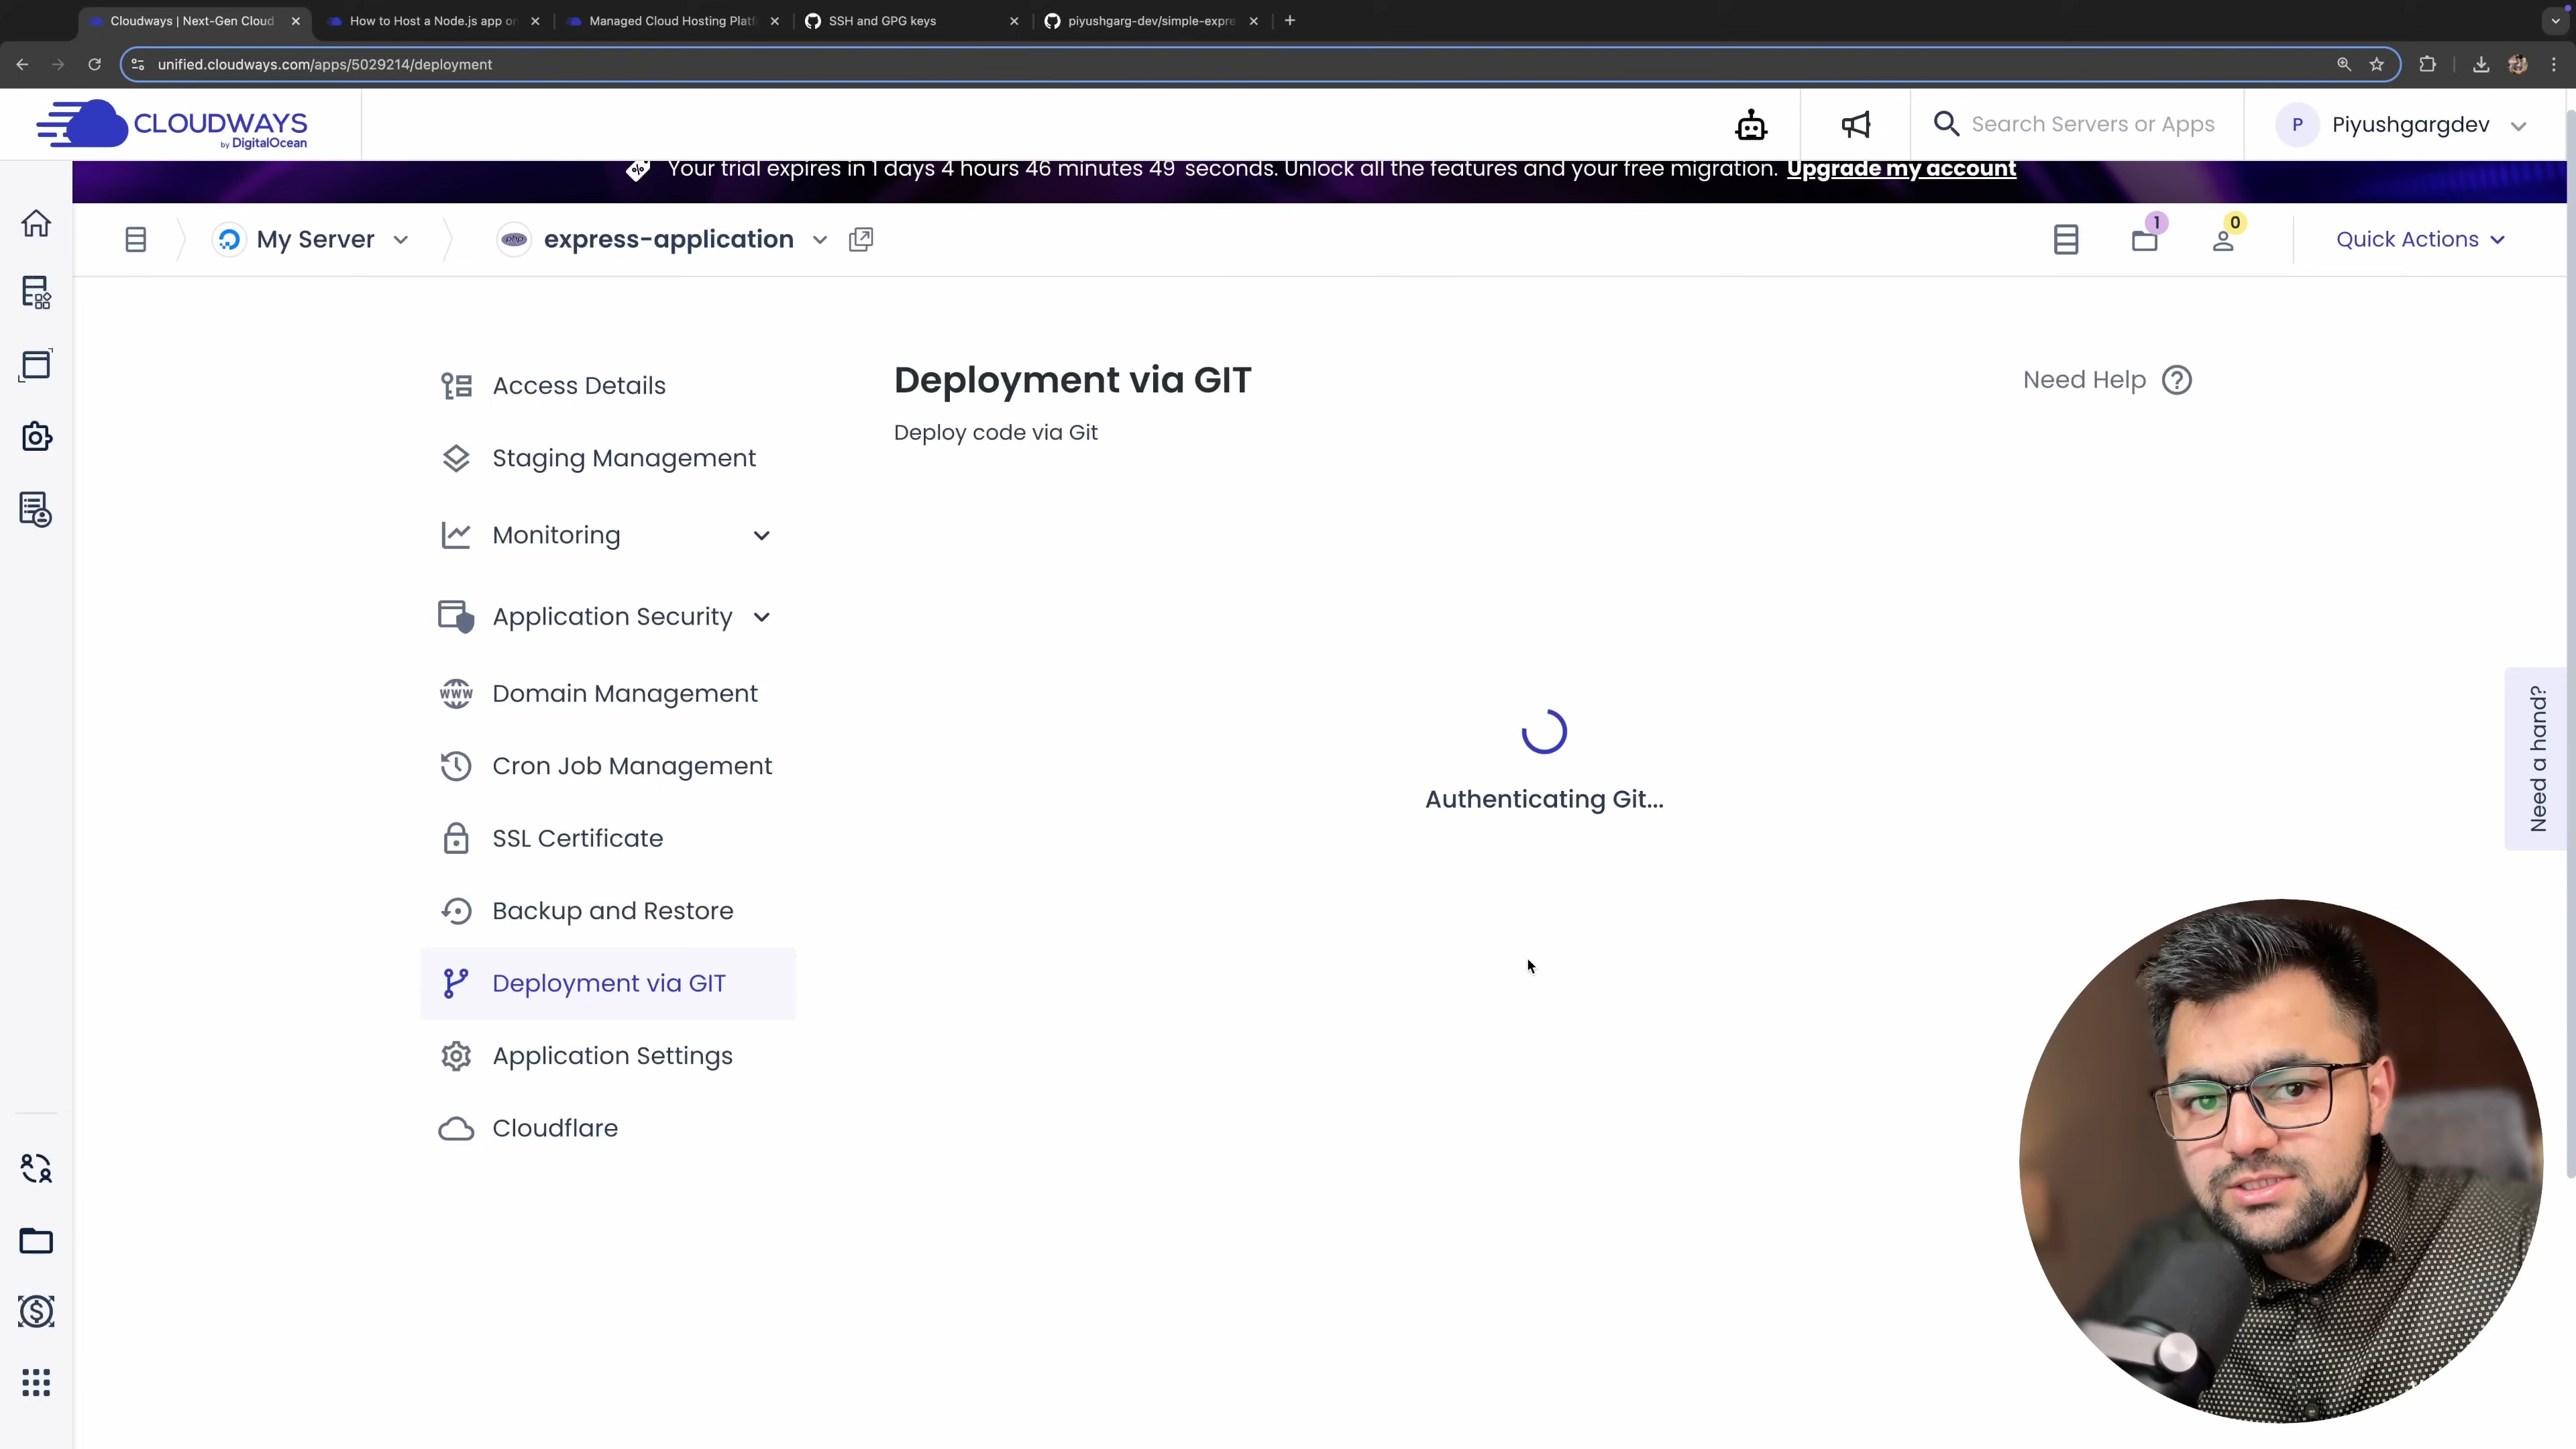 Cloudways | Next-Gen Cloud
How to Host a Node.js app on
Managed Cloud Hosting Platf
SSH and GPG keys
piyushgarg-dev/simple-expre
unified.cloudways.com/apps/5029214/deployment
CLOUDWAYS
by DigitalOcean
Search Servers or Apps
P
Piyushgargdev
Your trial expires in 1 days 4 hours 46 minutes 49 seconds. Unlock all the features and your free migration. Upgrade my account
My Server
php
express-application
1
0
Quick Actions
Access Details
Staging Management
Monitoring
Application Security
Domain Management
Cron Job Management
SSL Certificate
Backup and Restore
Deployment via GIT
Application Settings
Cloudflare
Deployment via GIT
Need Help
Deploy code via Git
Authenticating Git...
Need a hand?